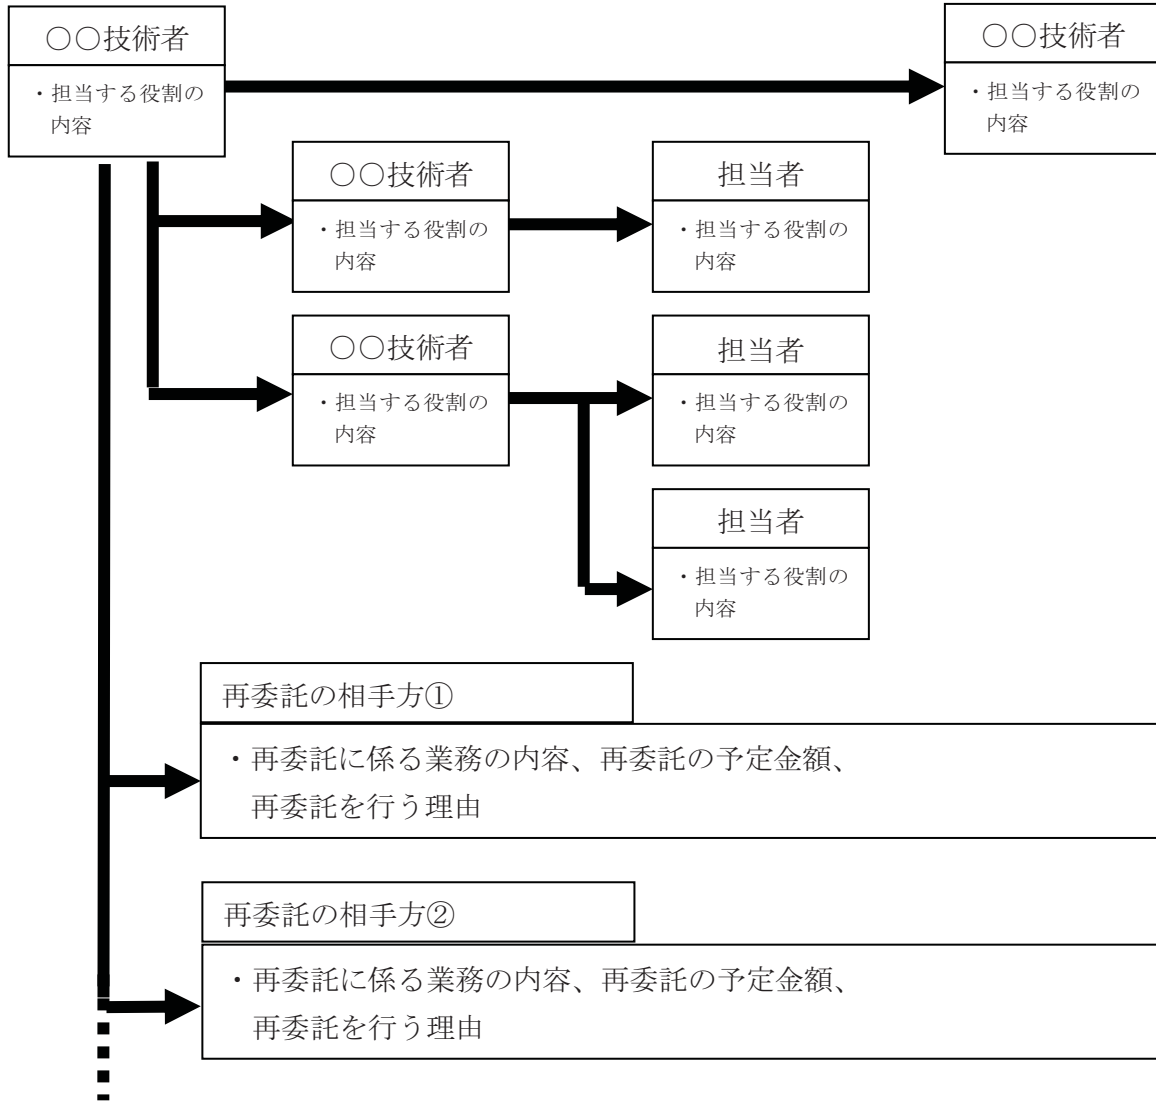 ○○技術者
・担当する役割の
内容
○○技術者
・担当する役割の
内容
○○技術者
・担当する役割の
内容
担当者
・担当する役割の
内容
○○技術者
・担当する役割の
内容
担当者
・担当する役割の
内容
担当者
・担当する役割の
内容
再委託の相手方①
・再委託に係る業務の内容、再委託の予定金額、
再委託を行う理由
再委託の相手方②
・再委託に係る業務の内容、再委託の予定金額、
再委託を行う理由